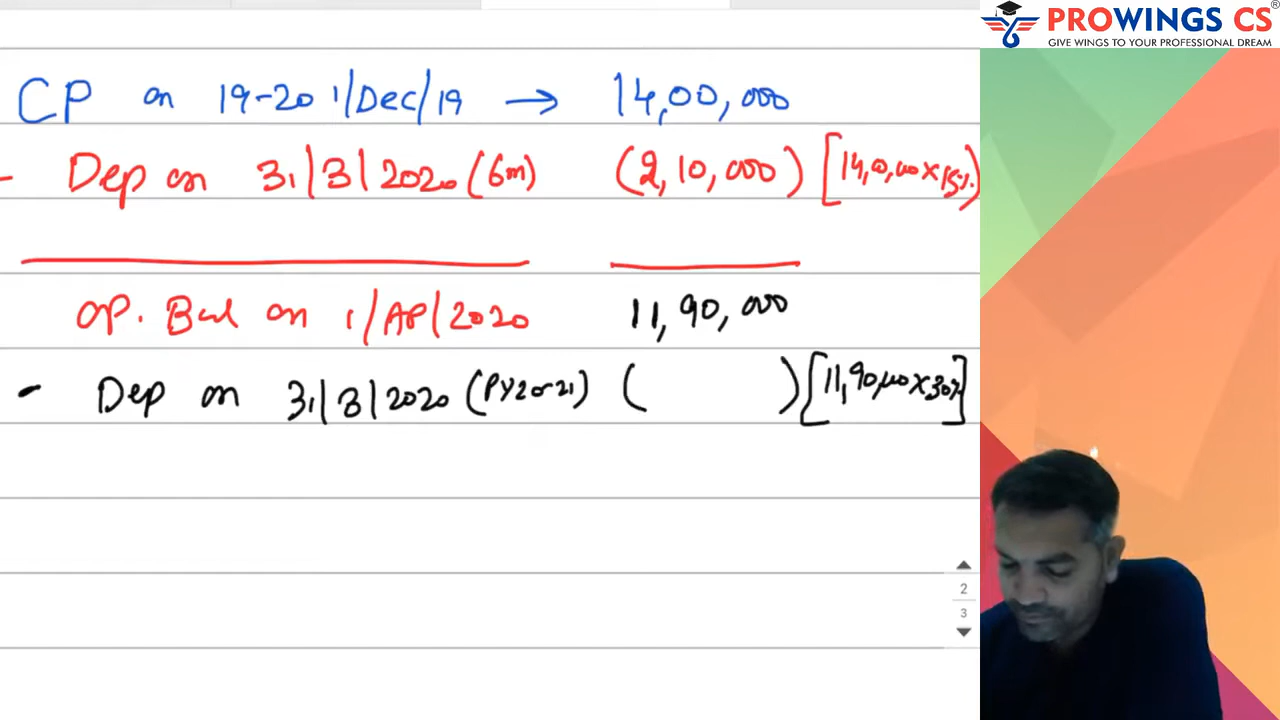 PROWINGS CS®
GIVE WINGS TO YOUR PROFESSIONAL DREAM
CP on 19-20 1/Dec/19 → 14,00,000
- Dep on 31/3/2020 (6m) (2,10,000) [14,00,000 x 15%]
OP. Bal on 1/AP/2020 11,90,000
- Dep on 31/3/2020 (PY20-21) ( ) [11,90,000 x 30%]
2
3